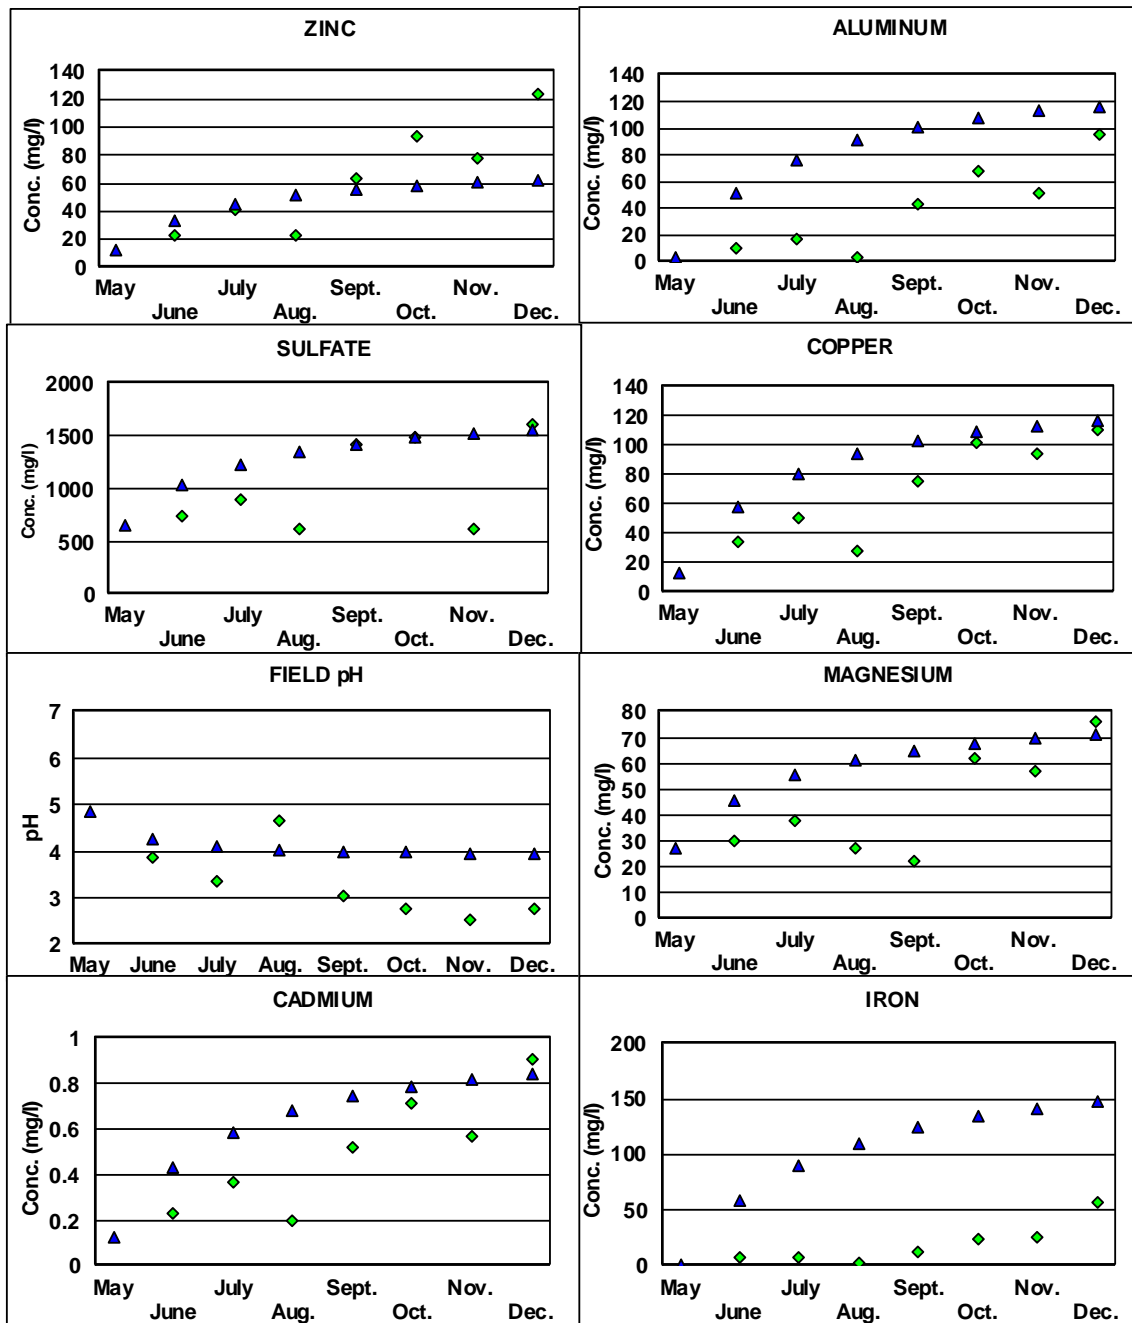 ZINC
140
120
100
80
60
40
20
0
Conc. (mg/l)
May July Sept. Nov.
June Aug. Oct. Dec.
ALUMINUM
140
120
100
80
60
40
20
0
Conc. (mg/l)
May July Sept. Nov.
June Aug. Oct. Dec.
SULFATE
2000
1500
1000
500
0
Conc. (mg/l)
May July Sept. Nov.
June Aug. Oct. Dec.
COPPER
140
120
100
80
60
40
20
0
Conc. (mg/l)
May July Sept. Nov.
June Aug. Oct. Dec.
FIELD pH
7
6
5
4
3
2
pH
May June July Aug. Sept. Oct. Nov. Dec.
MAGNESIUM
80
70
60
50
40
30
20
10
0
Conc. (mg/l)
May July Sept. Nov.
June Aug. Oct. Dec.
CADMIUM
1
0.8
0.6
0.4
0.2
0
Conc. (mg/l)
May July Sept. Nov.
June Aug. Oct. Dec.
IRON
200
150
100
50
0
Conc. (mg/l)
May July Sept. Nov.
June Aug. Oct. Dec.